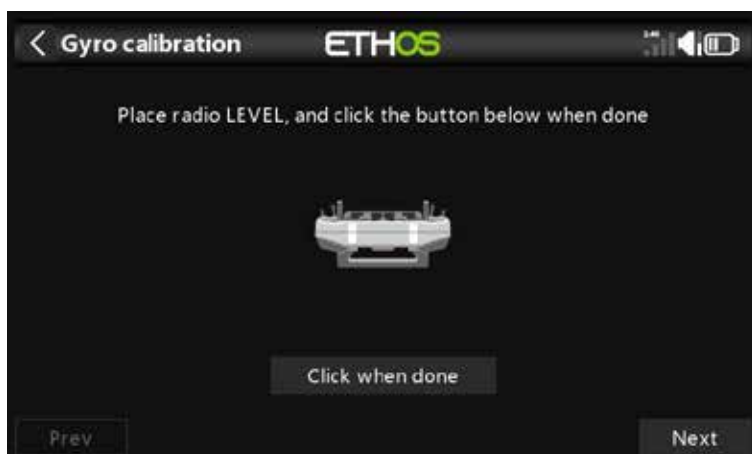 Gyro calibration
ETHOS
Place radio LEVEL, and click the button below when done
Click when done
Prev
Next